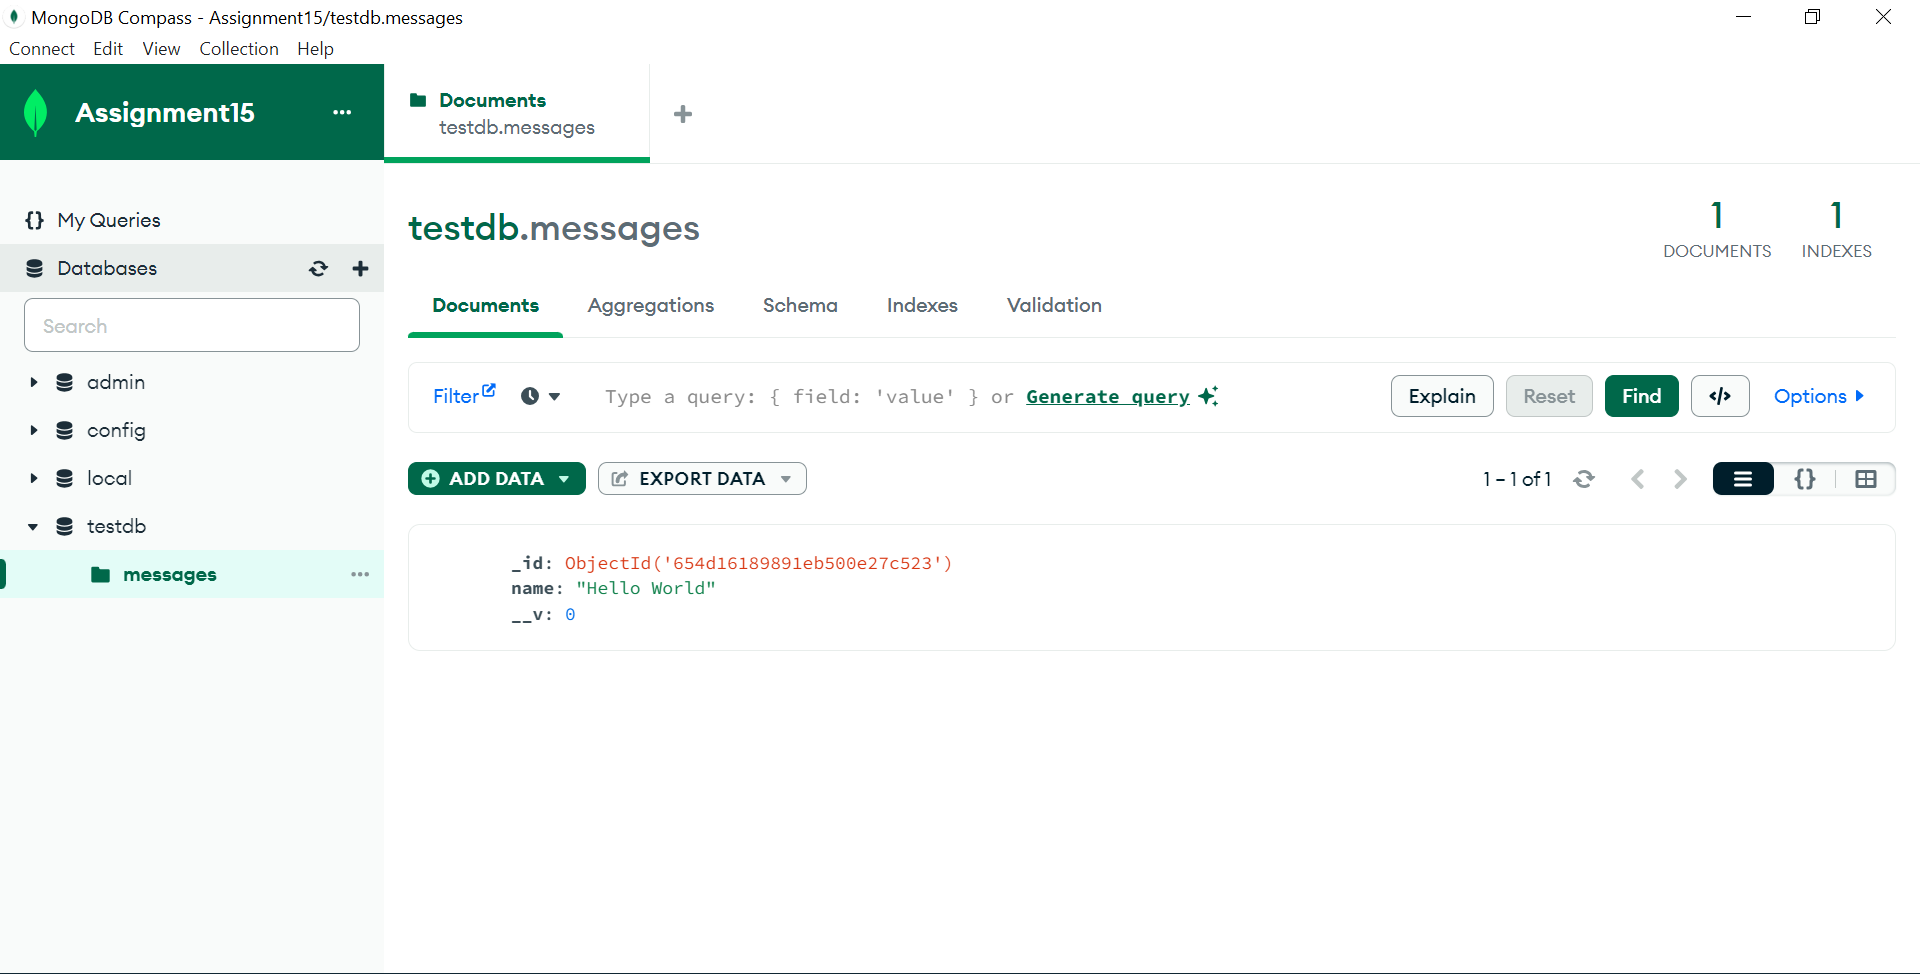 MongoDB Compass - Assignment15/testdb.messages
Connect Edit View Collection Help
Assignment15
Documents
testdb.messages
My Queries
Databases
Search
admin
config
local
testdb
messages
testdb.messages
1 DOCUMENTS
1 INDEXES
Documents Aggregations Schema Indexes Validation
Filter Type a query: { field: 'value' } or Generate query Explain Reset Find </> Options
ADD DATA EXPORT DATA 1 – 1 of 1 {}
_id: ObjectId('654d16189891eb500e27c523')
name: "Hello World"
__v: 0